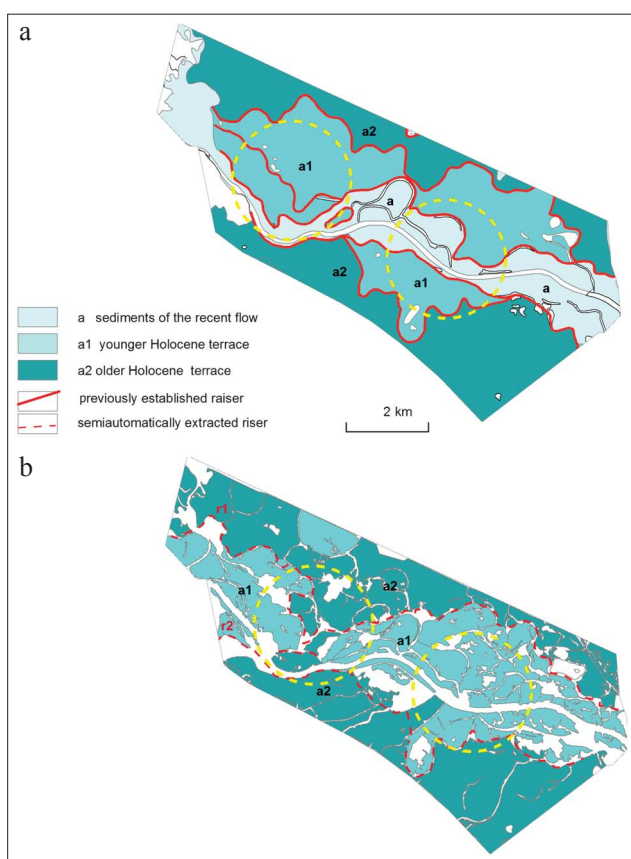 a
a2
a1
a
a2
a1
a
a sediments of the recent flow
a1 younger Holocene terrace
a2 older Holocene terrace
previously established raiser
semiautomatically extracted riser
2 km
b
r1
a2
a1
a1
r2
a2